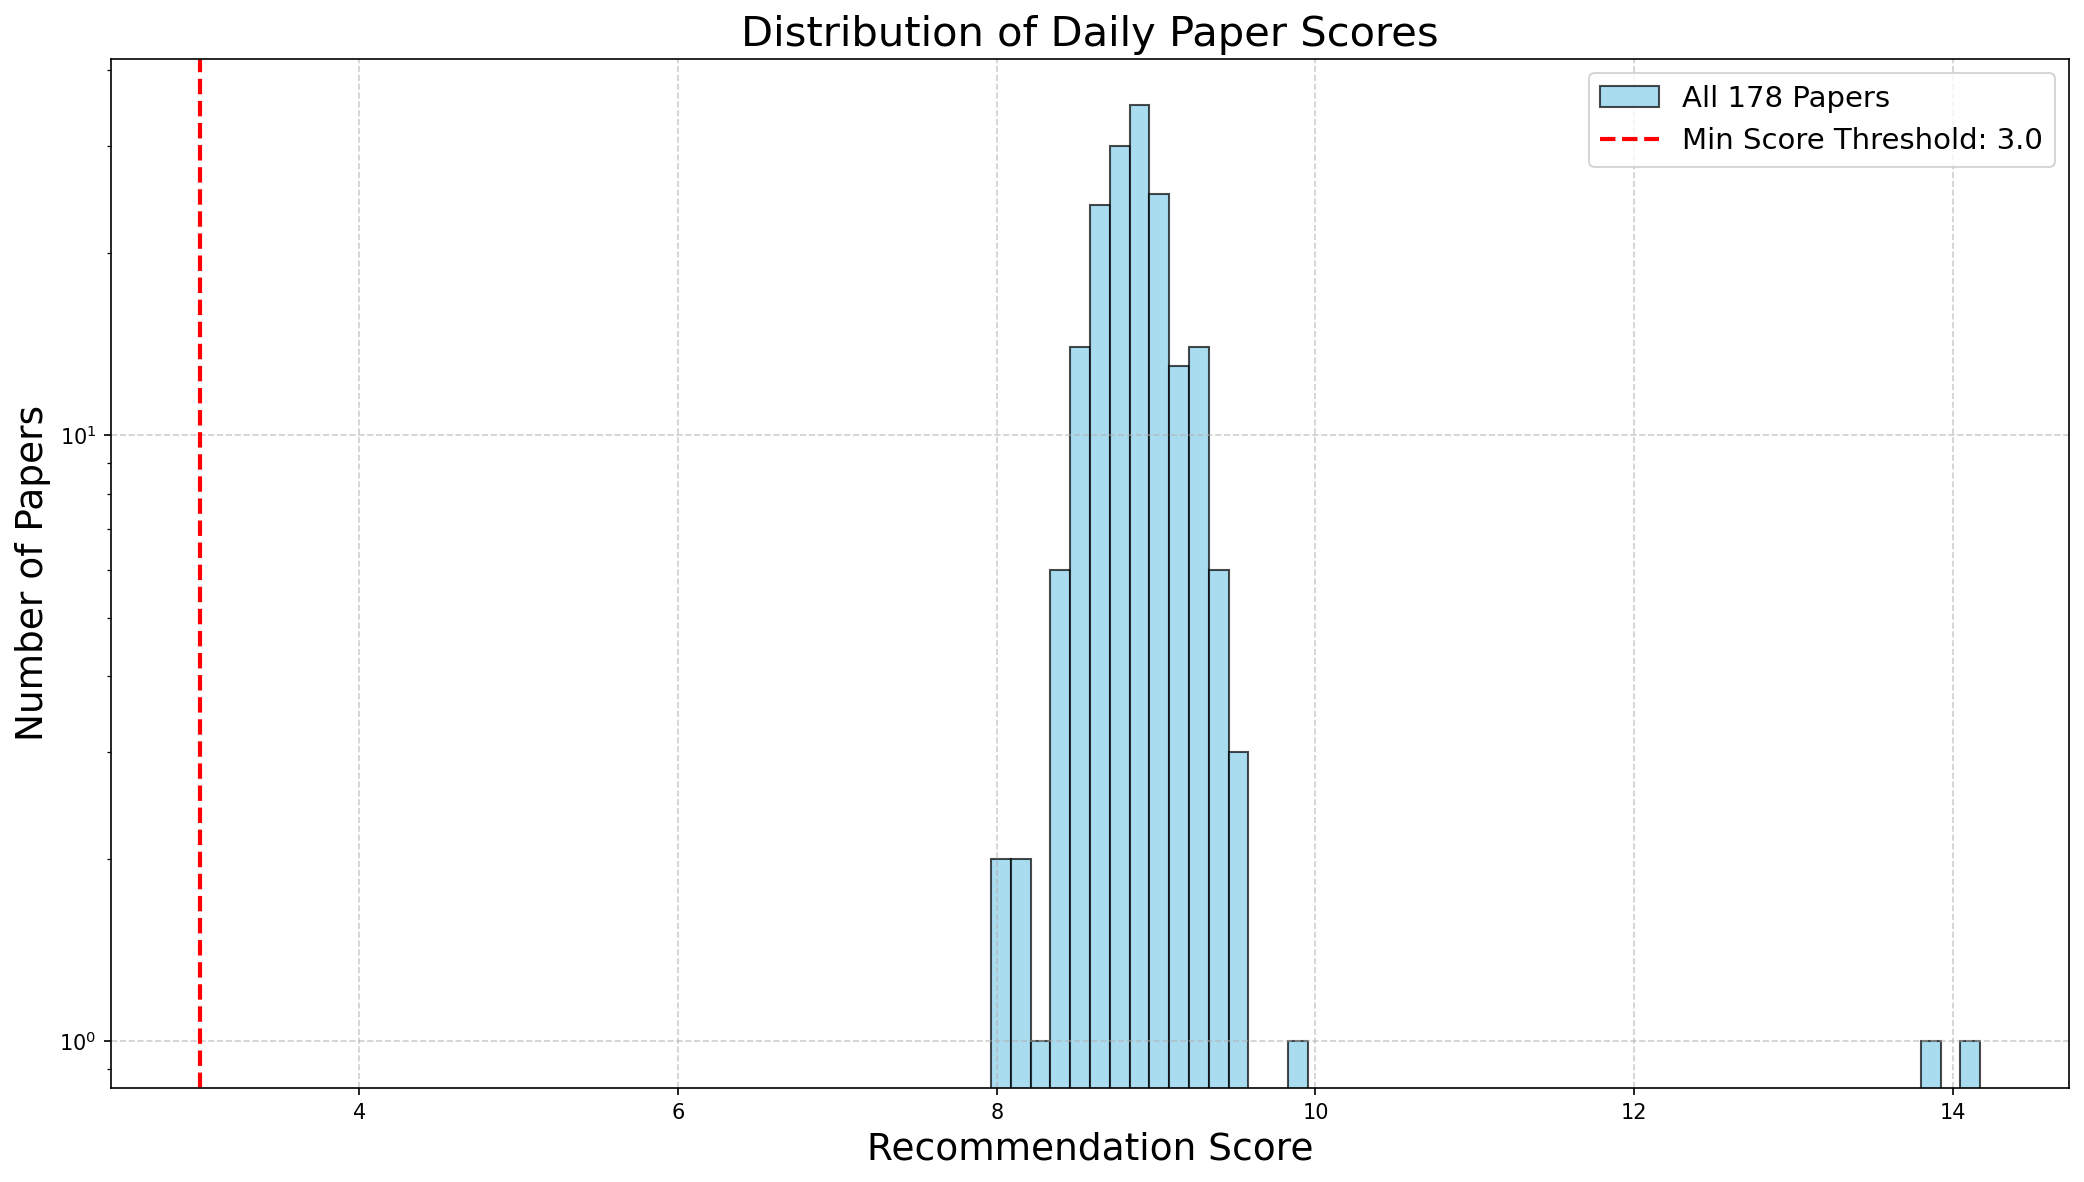 Distribution of Daily Paper Scores
All 178 Papers
Min Score Threshold: 3.0
Number of Papers
10¹
10⁰
4 6 8 10 12 14
Recommendation Score